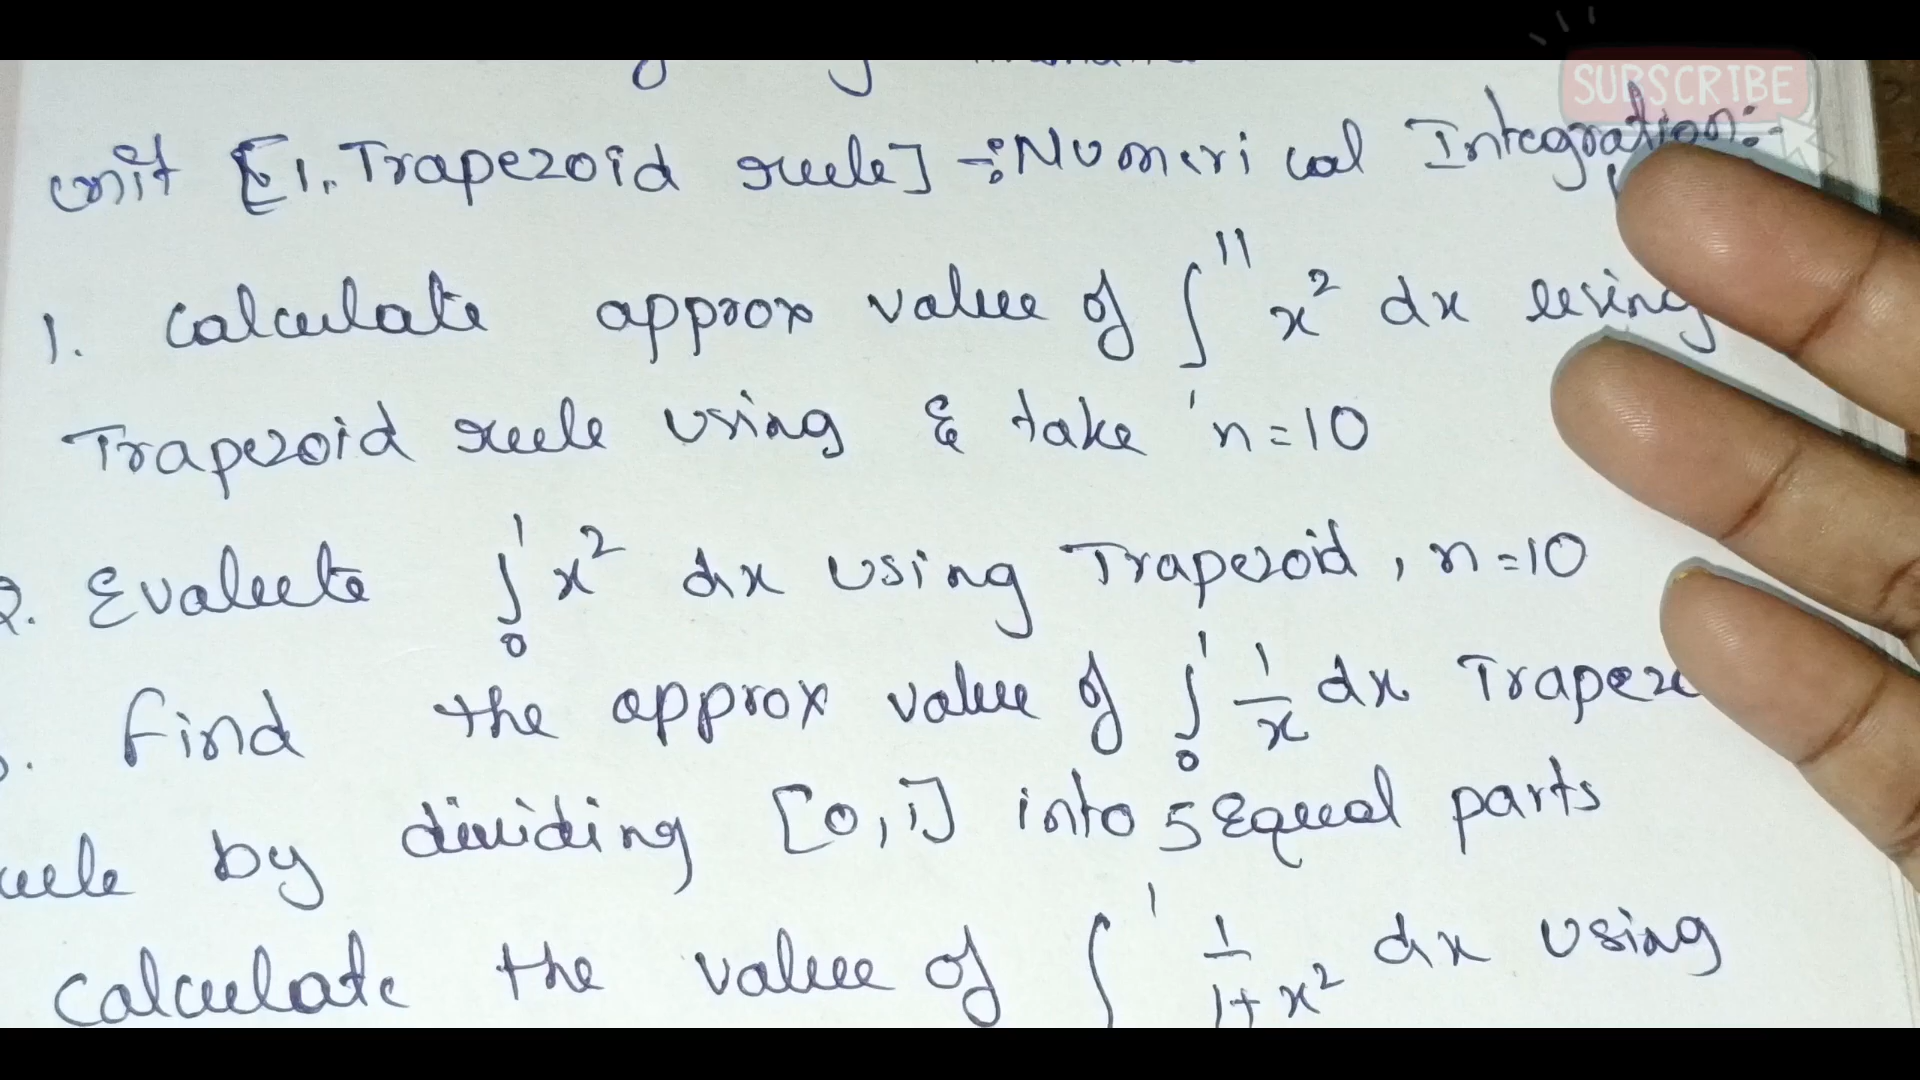 SUBSCRIBE
unit [1. Trapezoid rule] -: Numerical Integration:-
1. Calculate approx value of ∫¹¹ x² dx using
Trapezoid rule using & take 'n=10
2. Evaluate ∫₀¹ x² dx using Trapezoid, n=10
Find the approx value of ∫₀¹ 1/x dx Trapezo
by dividing [0,1] into 5 Equal parts
Calculate the value of ∫¹ 1/1+x² dx using